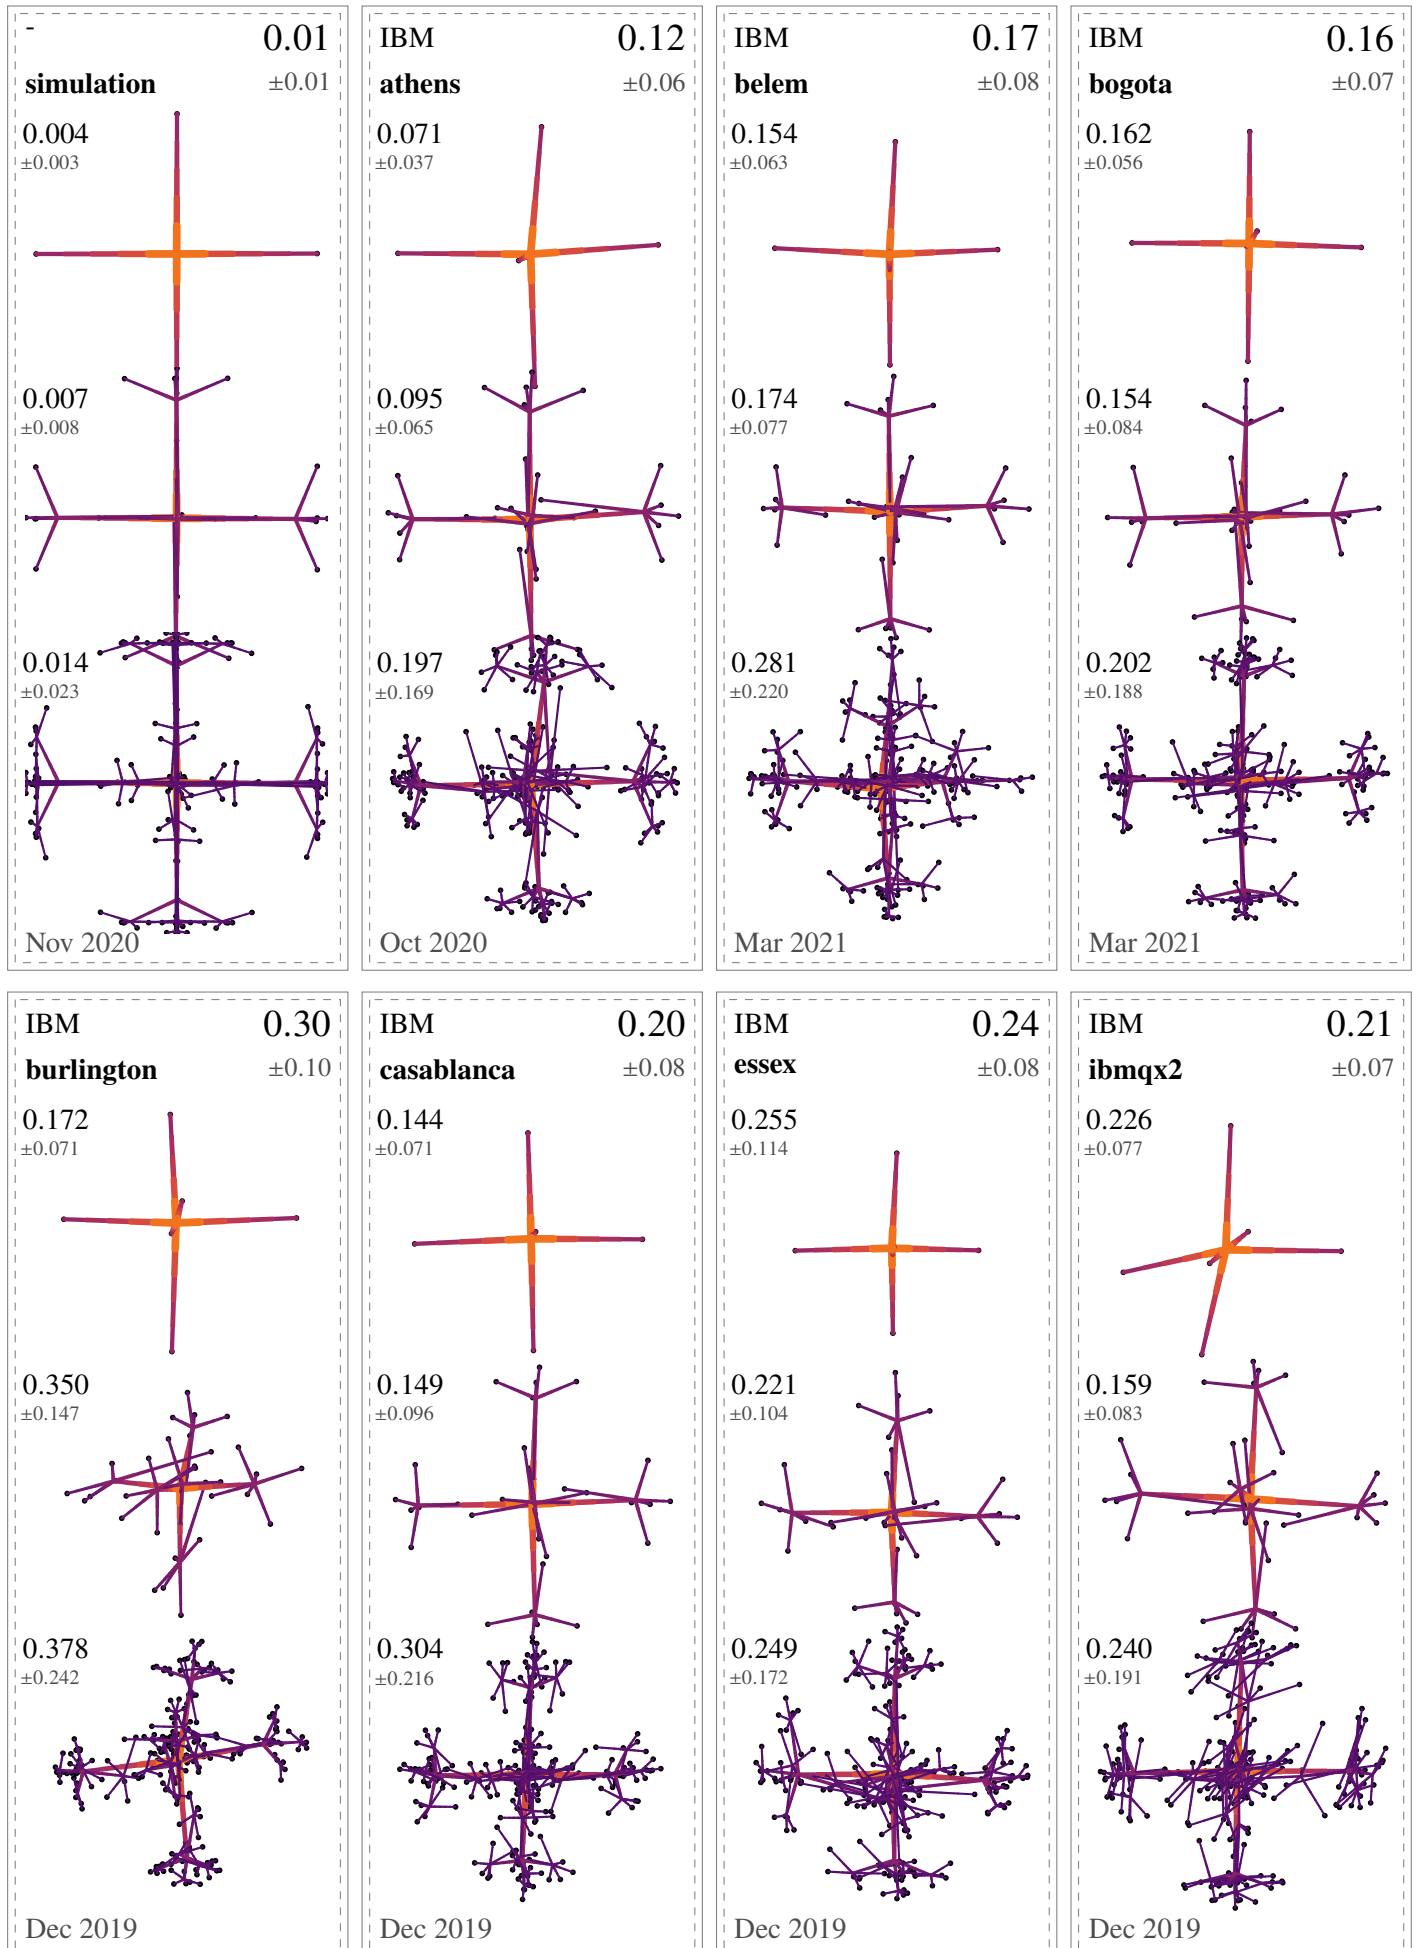 - 0.01
simulation ±0.01
0.004
±0.003
0.007
±0.008
0.014
±0.023
Nov 2020
IBM 0.12
athens ±0.06
0.071
±0.037
0.095
±0.065
0.197
±0.169
Oct 2020
IBM 0.17
belem ±0.08
0.154
±0.063
0.174
±0.077
0.281
±0.220
Mar 2021
IBM 0.16
bogota ±0.07
0.162
±0.056
0.154
±0.084
0.202
±0.188
Mar 2021
IBM 0.30
burlington ±0.10
0.172
±0.071
0.350
±0.147
0.378
±0.242
Dec 2019
IBM 0.20
casablanca ±0.08
0.144
±0.071
0.149
±0.096
0.304
±0.216
Dec 2019
IBM 0.24
essex ±0.08
0.255
±0.114
0.221
±0.104
0.249
±0.172
Dec 2019
IBM 0.21
ibmqx2 ±0.07
0.226
±0.077
0.159
±0.083
0.240
±0.191
Dec 2019